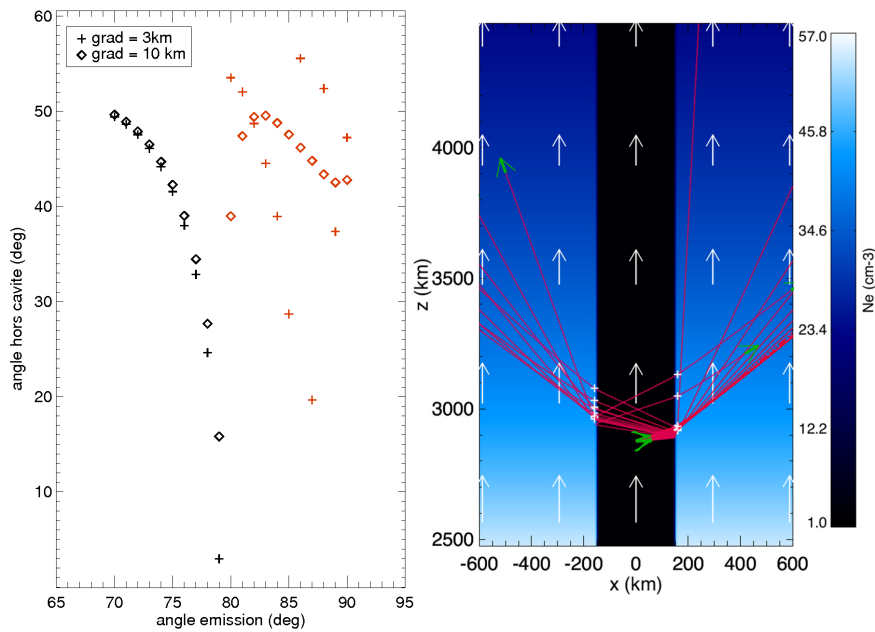 grad = 3km
grad = 10 km
60
50
40
30
20
10
angle hors cavite (deg)
65 70 75 80 85 90 95
angle emission (deg)
4000
3500
3000
2500
z (km)
-600 -400 -200 0 200 400 600
x (km)
57.0
45.8
34.6
23.4
12.2
1.0
Ne (cm-3)